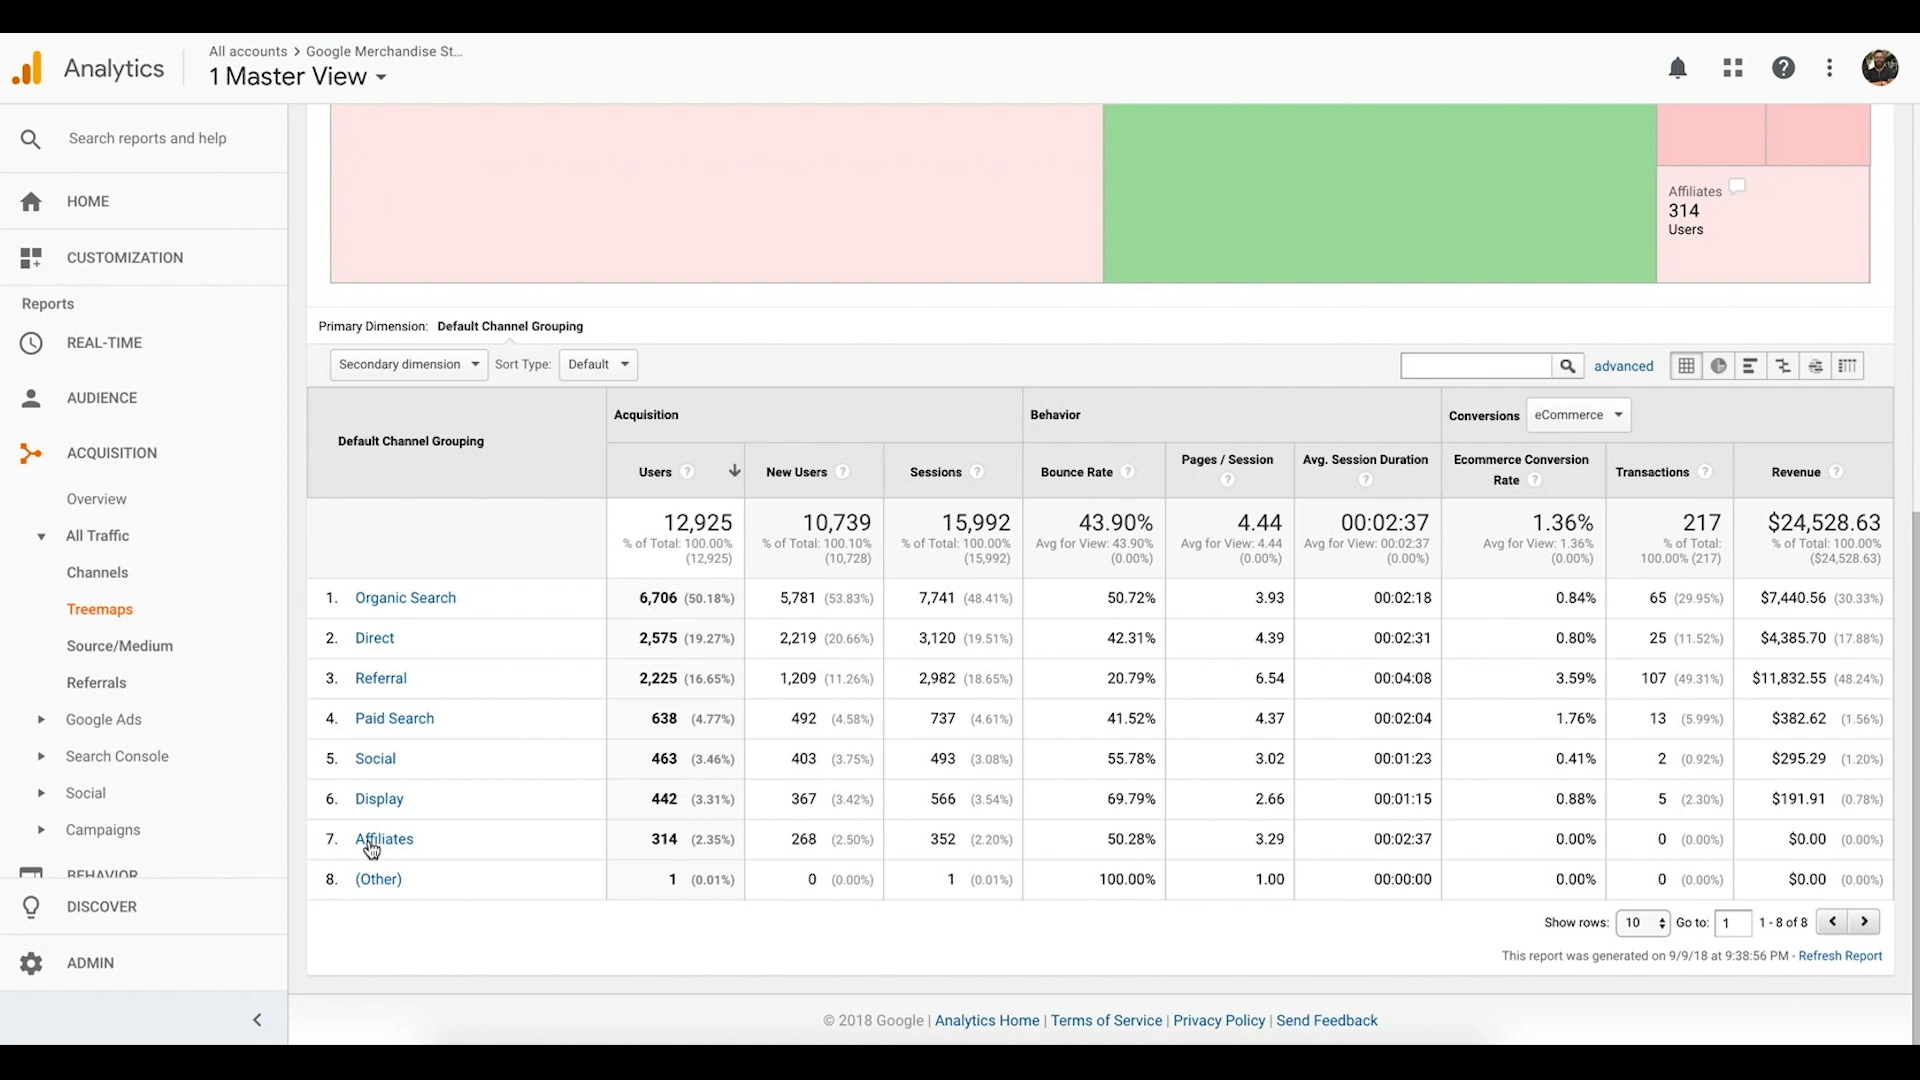 Analytics
All accounts > Google Merchandise St...
1 Master View
Search reports and help
HOME
CUSTOMIZATION
Reports
REAL-TIME
AUDIENCE
ACQUISITION
Overview
All Traffic
Channels
Treemaps
Source/Medium
Referrals
Google Ads
Search Console
Social
Campaigns
BEHAVIOR
DISCOVER
ADMIN
Affiliates
314
Users
Primary Dimension: Default Channel Grouping
Secondary dimension Sort Type: Default advanced
Default Channel Grouping
Acquisition Behavior Conversions eCommerce
Users ? New Users ? Sessions ? Bounce Rate ? Pages / Session ? Avg. Session Duration ? Ecommerce Conversion Rate ? Transactions ? Revenue ?
12,925 10,739 15,992 43.90% 4.44 00:02:37 1.36% 217 $24,528.63
% of Total: 100.00% % of Total: 100.10% % of Total: 100.00% Avg for View: 43.90% Avg for View: 4.44 Avg for View: 00:02:37 Avg for View: 1.36% % of Total: % of Total: 100.00%
(12,925) (10,728) (15,992) (0.00%) (0.00%) (0.00%) (0.00%) 100.00% (217) ($24,528.63)
1. Organic Search 6,706 (50.18%) 5,781 (53.83%) 7,741 (48.41%) 50.72% 3.93 00:02:18 0.84% 65 (29.95%) $7,440.56 (30.33%)
2. Direct 2,575 (19.27%) 2,219 (20.66%) 3,120 (19.51%) 42.31% 4.39 00:02:31 0.80% 25 (11.52%) $4,385.70 (17.88%)
3. Referral 2,225 (16.65%) 1,209 (11.26%) 2,982 (18.65%) 20.79% 6.54 00:04:08 3.59% 107 (49.31%) $11,832.55 (48.24%)
4. Paid Search 638 (4.77%) 492 (4.58%) 737 (4.61%) 41.52% 4.37 00:02:04 1.76% 13 (5.99%) $382.62 (1.56%)
5. Social 463 (3.46%) 403 (3.75%) 493 (3.08%) 55.78% 3.02 00:01:23 0.41% 2 (0.92%) $295.29 (1.20%)
6. Display 442 (3.31%) 367 (3.42%) 566 (3.54%) 69.79% 2.66 00:01:15 0.88% 5 (2.30%) $191.91 (0.78%)
7. Affiliates 314 (2.35%) 268 (2.50%) 352 (2.20%) 50.28% 3.29 00:02:37 0.00% 0 (0.00%) $0.00 (0.00%)
8. (Other) 1 (0.01%) 0 (0.00%) 1 (0.01%) 100.00% 1.00 00:00:00 0.00% 0 (0.00%) $0.00 (0.00%)
Show rows: 10 Go to: 1 1 - 8 of 8
This report was generated on 9/9/18 at 9:38:56 PM - Refresh Report
© 2018 Google | Analytics Home | Terms of Service | Privacy Policy | Send Feedback